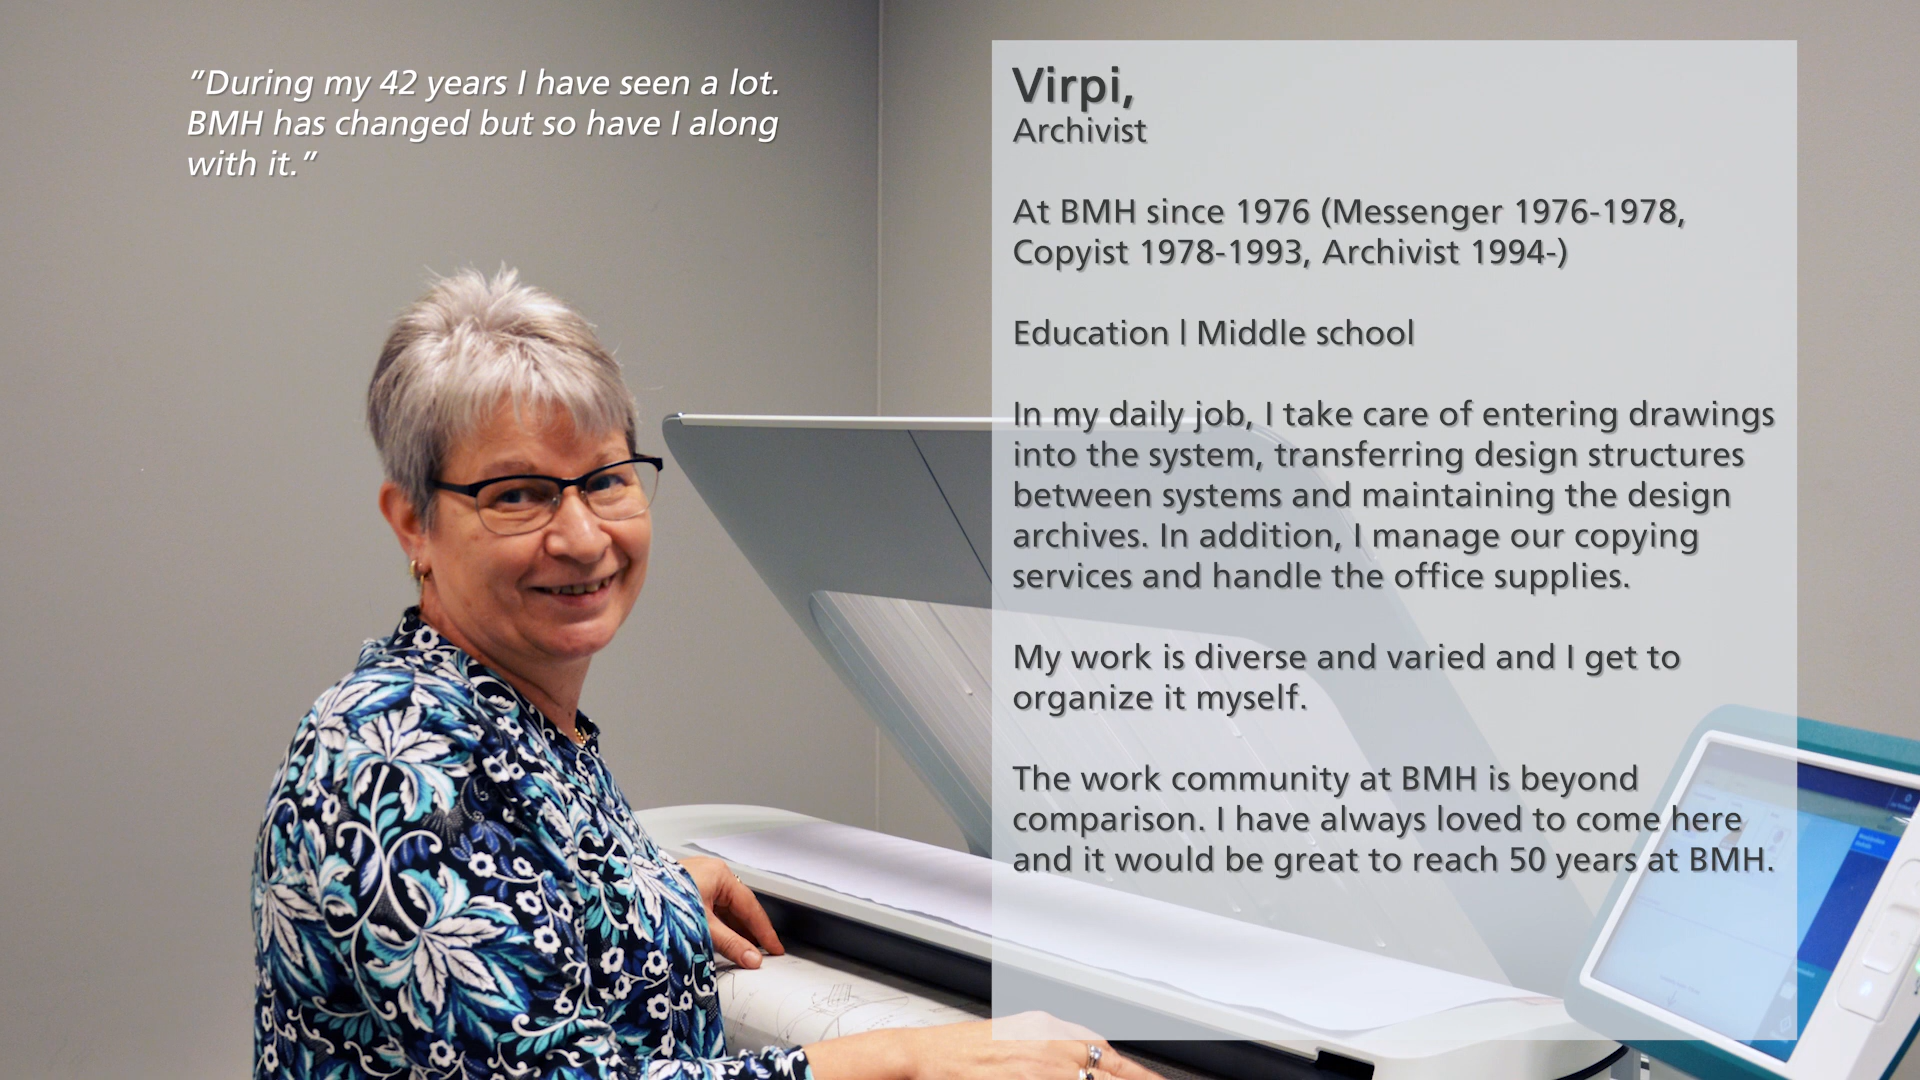 ”During my 42 years I have seen a lot.
BMH has changed but so have I along
with it.”
Virpi,
Archivist
At BMH since 1976 (Messenger 1976-1978,
Copyist 1978-1993, Archivist 1994-)
Education | Middle school
In my daily job, I take care of entering drawings
into the system, transferring design structures
between systems and maintaining the design
archives. In addition, I manage our copying
services and handle the office supplies.
My work is diverse and varied and I get to
organize it myself.
The work community at BMH is beyond
comparison. I have always loved to come here
and it would be great to reach 50 years at BMH.